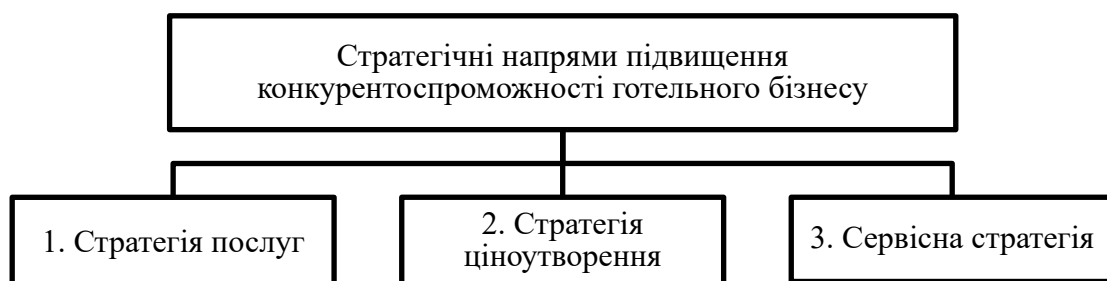 Стратегічні напрями підвищення
конкурентоспроможності готельного бізнесу
1. Стратегія послуг
2. Стратегія
ціноутворення
3. Сервісна стратегія